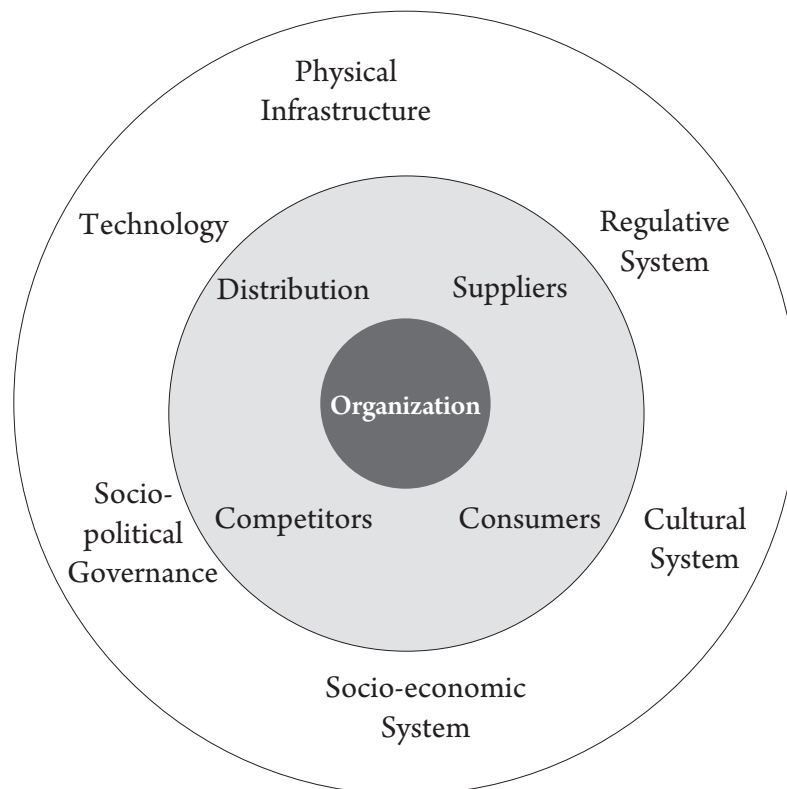 Physical
Infrastructure
Technology
Regulative
System
Distribution
Suppliers
Organization
Socio-
political
Governance
Competitors
Consumers
Cultural
System
Socio-economic
System